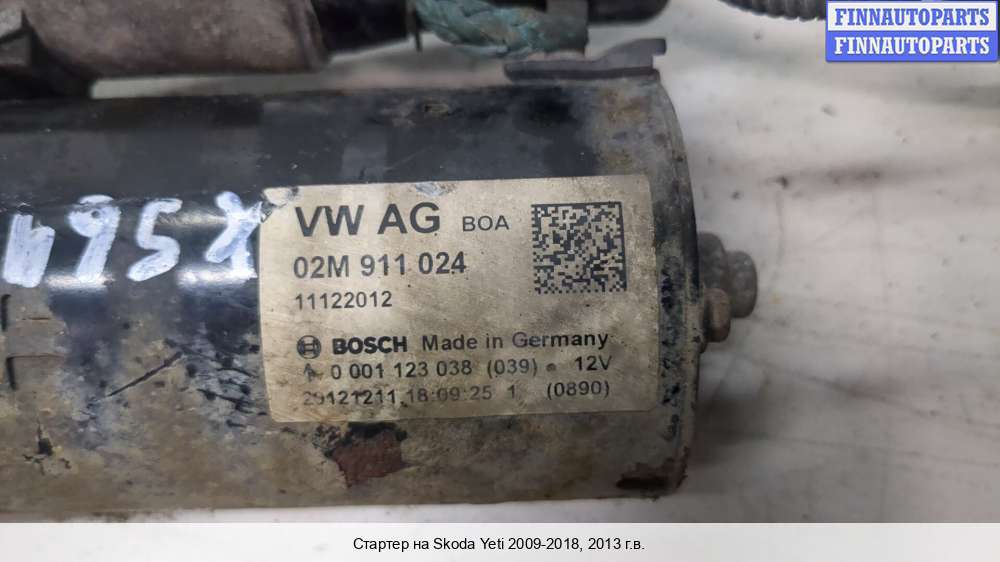 FINNAUTOPARTS
FINNAUTOPARTS
VW AG BOA
02M 911 024
11122012
BOSCH Made in Germany
0 001 123 038 (039) 12V
20121211 18:09:25 1 (0890)
Стартер на Skoda Yeti 2009-2018, 2013 г.в.